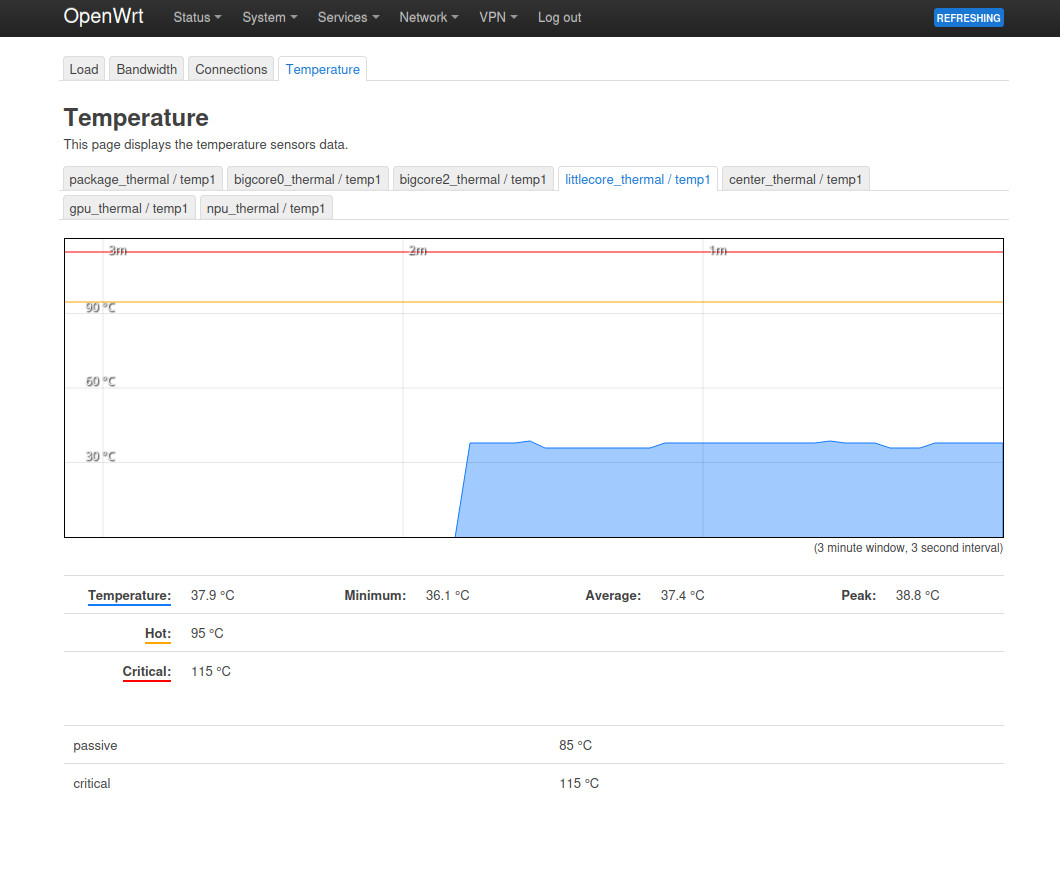 OpenWrt Status System Services Network VPN Log out REFRESHING
Load Bandwidth Connections Temperature
Temperature
This page displays the temperature sensors data.
package_thermal / temp1 bigcore0_thermal / temp1 bigcore2_thermal / temp1 littlecore_thermal / temp1 center_thermal / temp1
gpu_thermal / temp1 npu_thermal / temp1
3m 2m 1m
90 °C
60 °C
30 °C
(3 minute window, 3 second interval)
Temperature: 37.9 °C Minimum: 36.1 °C Average: 37.4 °C Peak: 38.8 °C
Hot: 95 °C
Critical: 115 °C
passive 85 °C
critical 115 °C